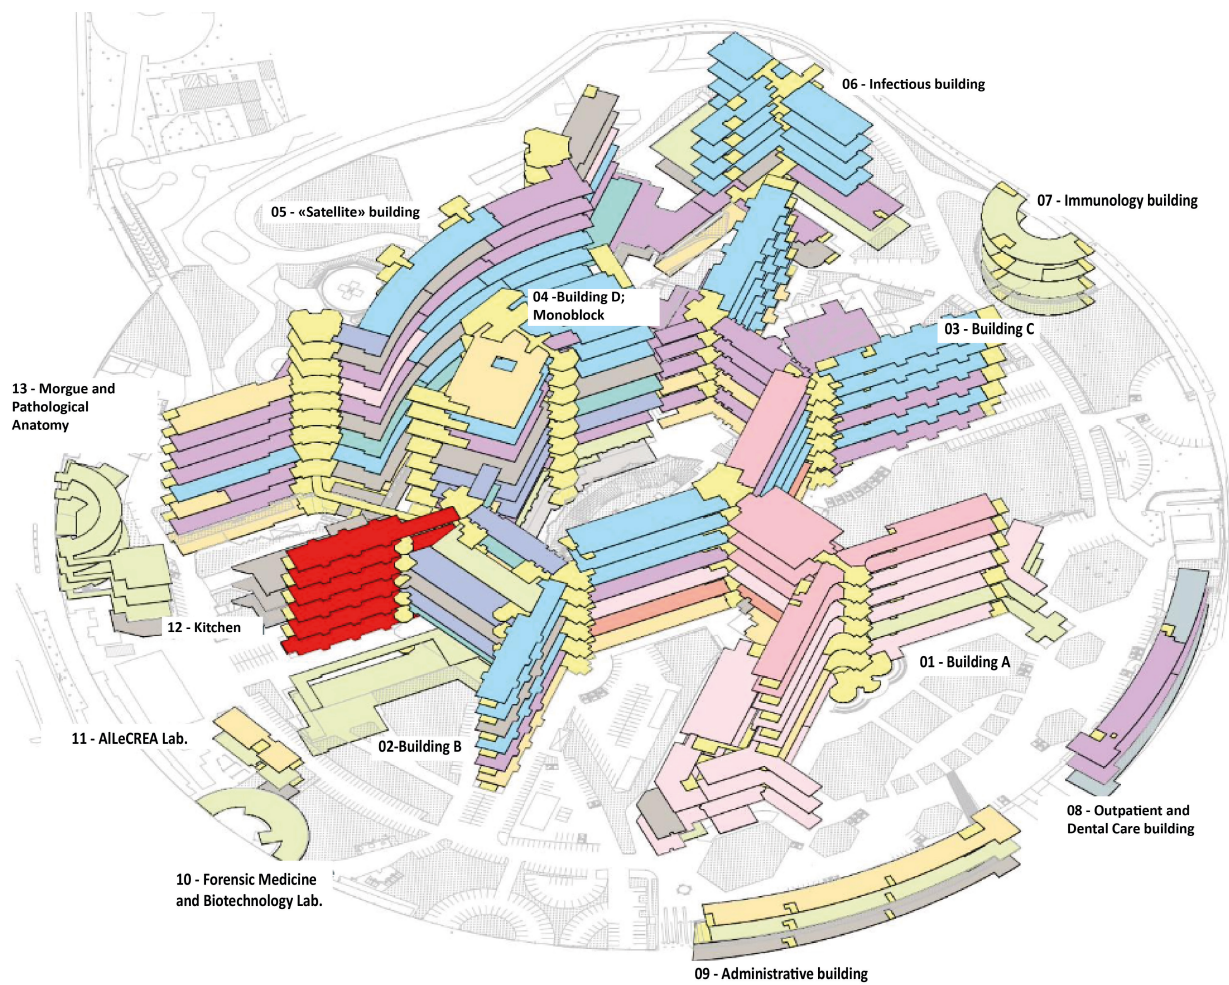 06 - Infectious building
07 - Immunology building
05 - «Satellite» building
04 -Building D;
Monoblock
03 - Building C
13 - Morgue and
Pathological
Anatomy
12 - Kitchen
01 - Building A
11 - AlLeCREA Lab.
02-Building B
08 - Outpatient and
Dental Care building
10 - Forensic Medicine
and Biotechnology Lab.
09 - Administrative building